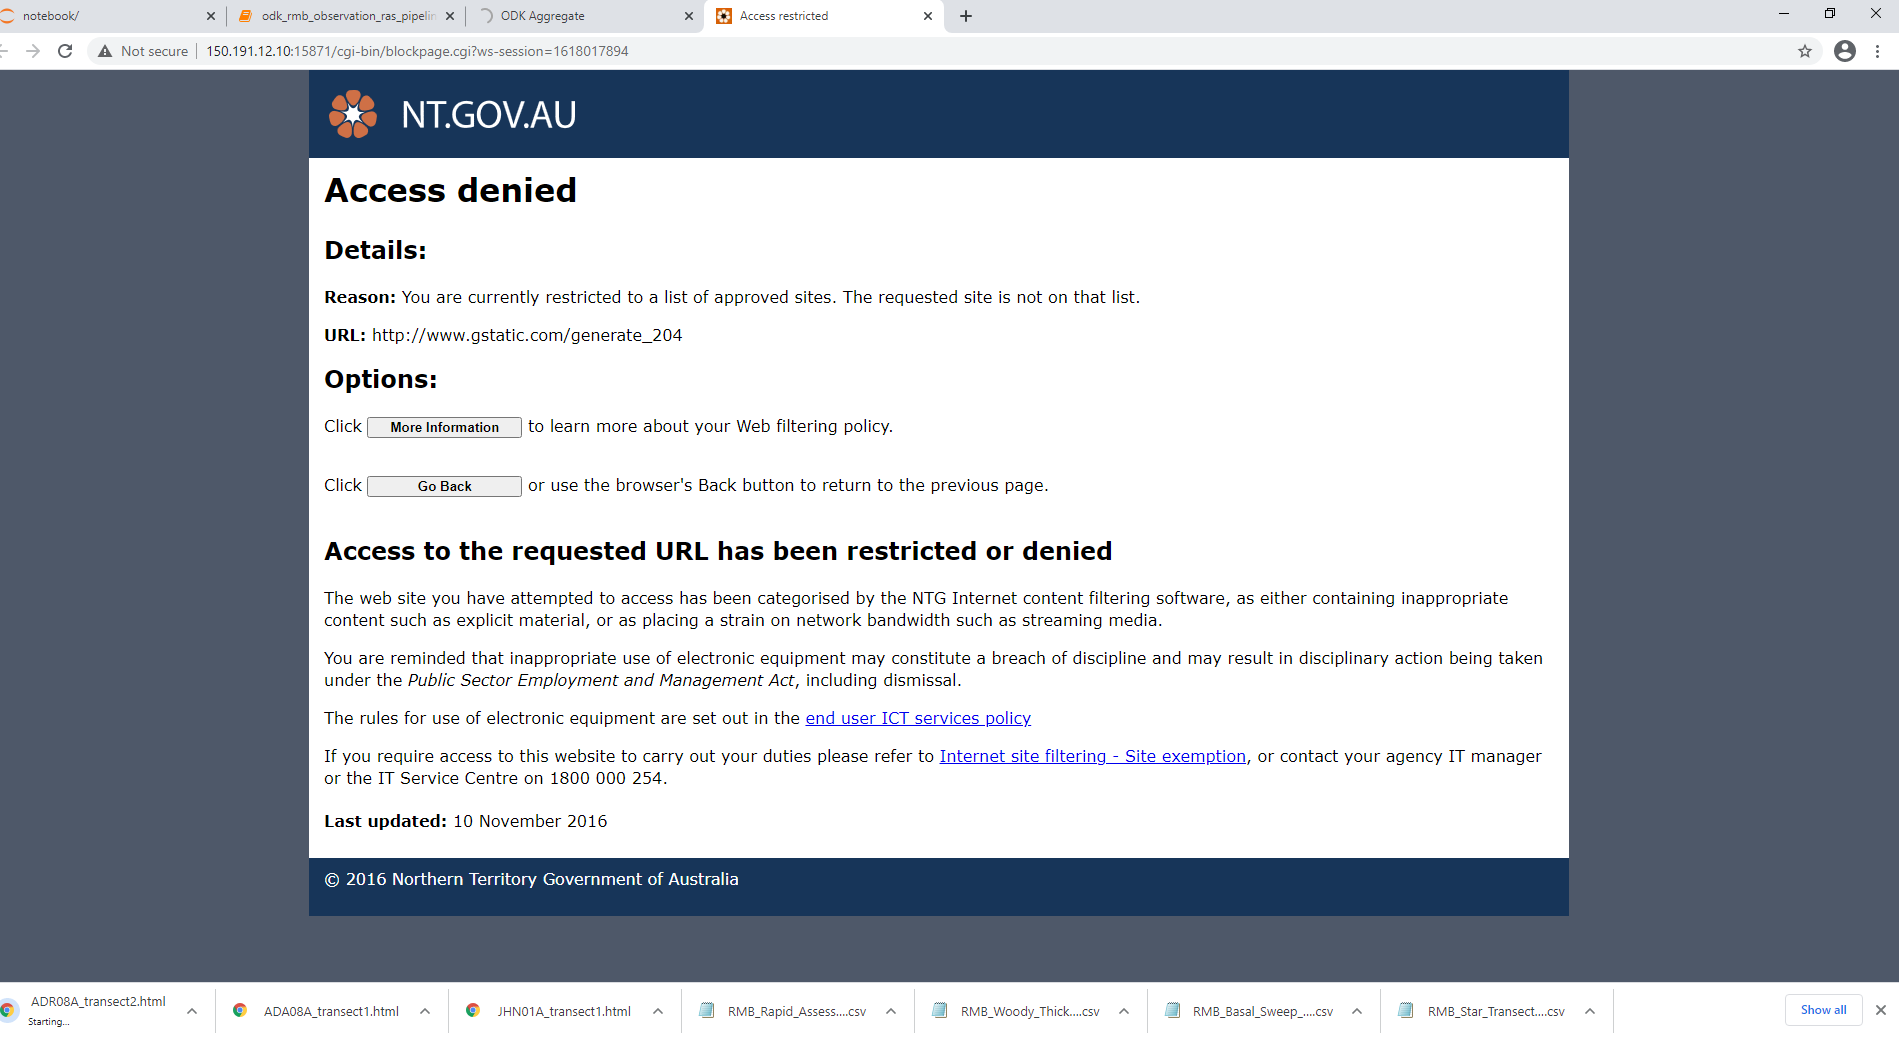 notebook/
odk_rmb_observation_ras_pipelin
ODK Aggregate
Access restricted
Not secure
150.191.12.10:15871/cgi-bin/blockpage.cgi?ws-session=1618017894
NT.GOV.AU
Access denied
Details:
Reason: You are currently restricted to a list of approved sites. The requested site is not on that list.
URL: http://www.gstatic.com/generate_204
Options:
Click More Information to learn more about your Web filtering policy.
Click Go Back or use the browser's Back button to return to the previous page.
Access to the requested URL has been restricted or denied
The web site you have attempted to access has been categorised by the NTG Internet content filtering software, as either containing inappropriate
content such as explicit material, or as placing a strain on network bandwidth such as streaming media.
You are reminded that inappropriate use of electronic equipment may constitute a breach of discipline and may result in disciplinary action being taken
under the Public Sector Employment and Management Act, including dismissal.
The rules for use of electronic equipment are set out in the end user ICT services policy
If you require access to this website to carry out your duties please refer to Internet site filtering - Site exemption, or contact your agency IT manager
or the IT Service Centre on 1800 000 254.
Last updated: 10 November 2016
© 2016 Northern Territory Government of Australia
ADR08A_transect2.html
Starting...
ADA08A_transect1.html
JHN01A_transect1.html
RMB_Rapid_Assess....csv
RMB_Woody_Thick....csv
RMB_Basal_Sweep_....csv
RMB_Star_Transect....csv
Show all